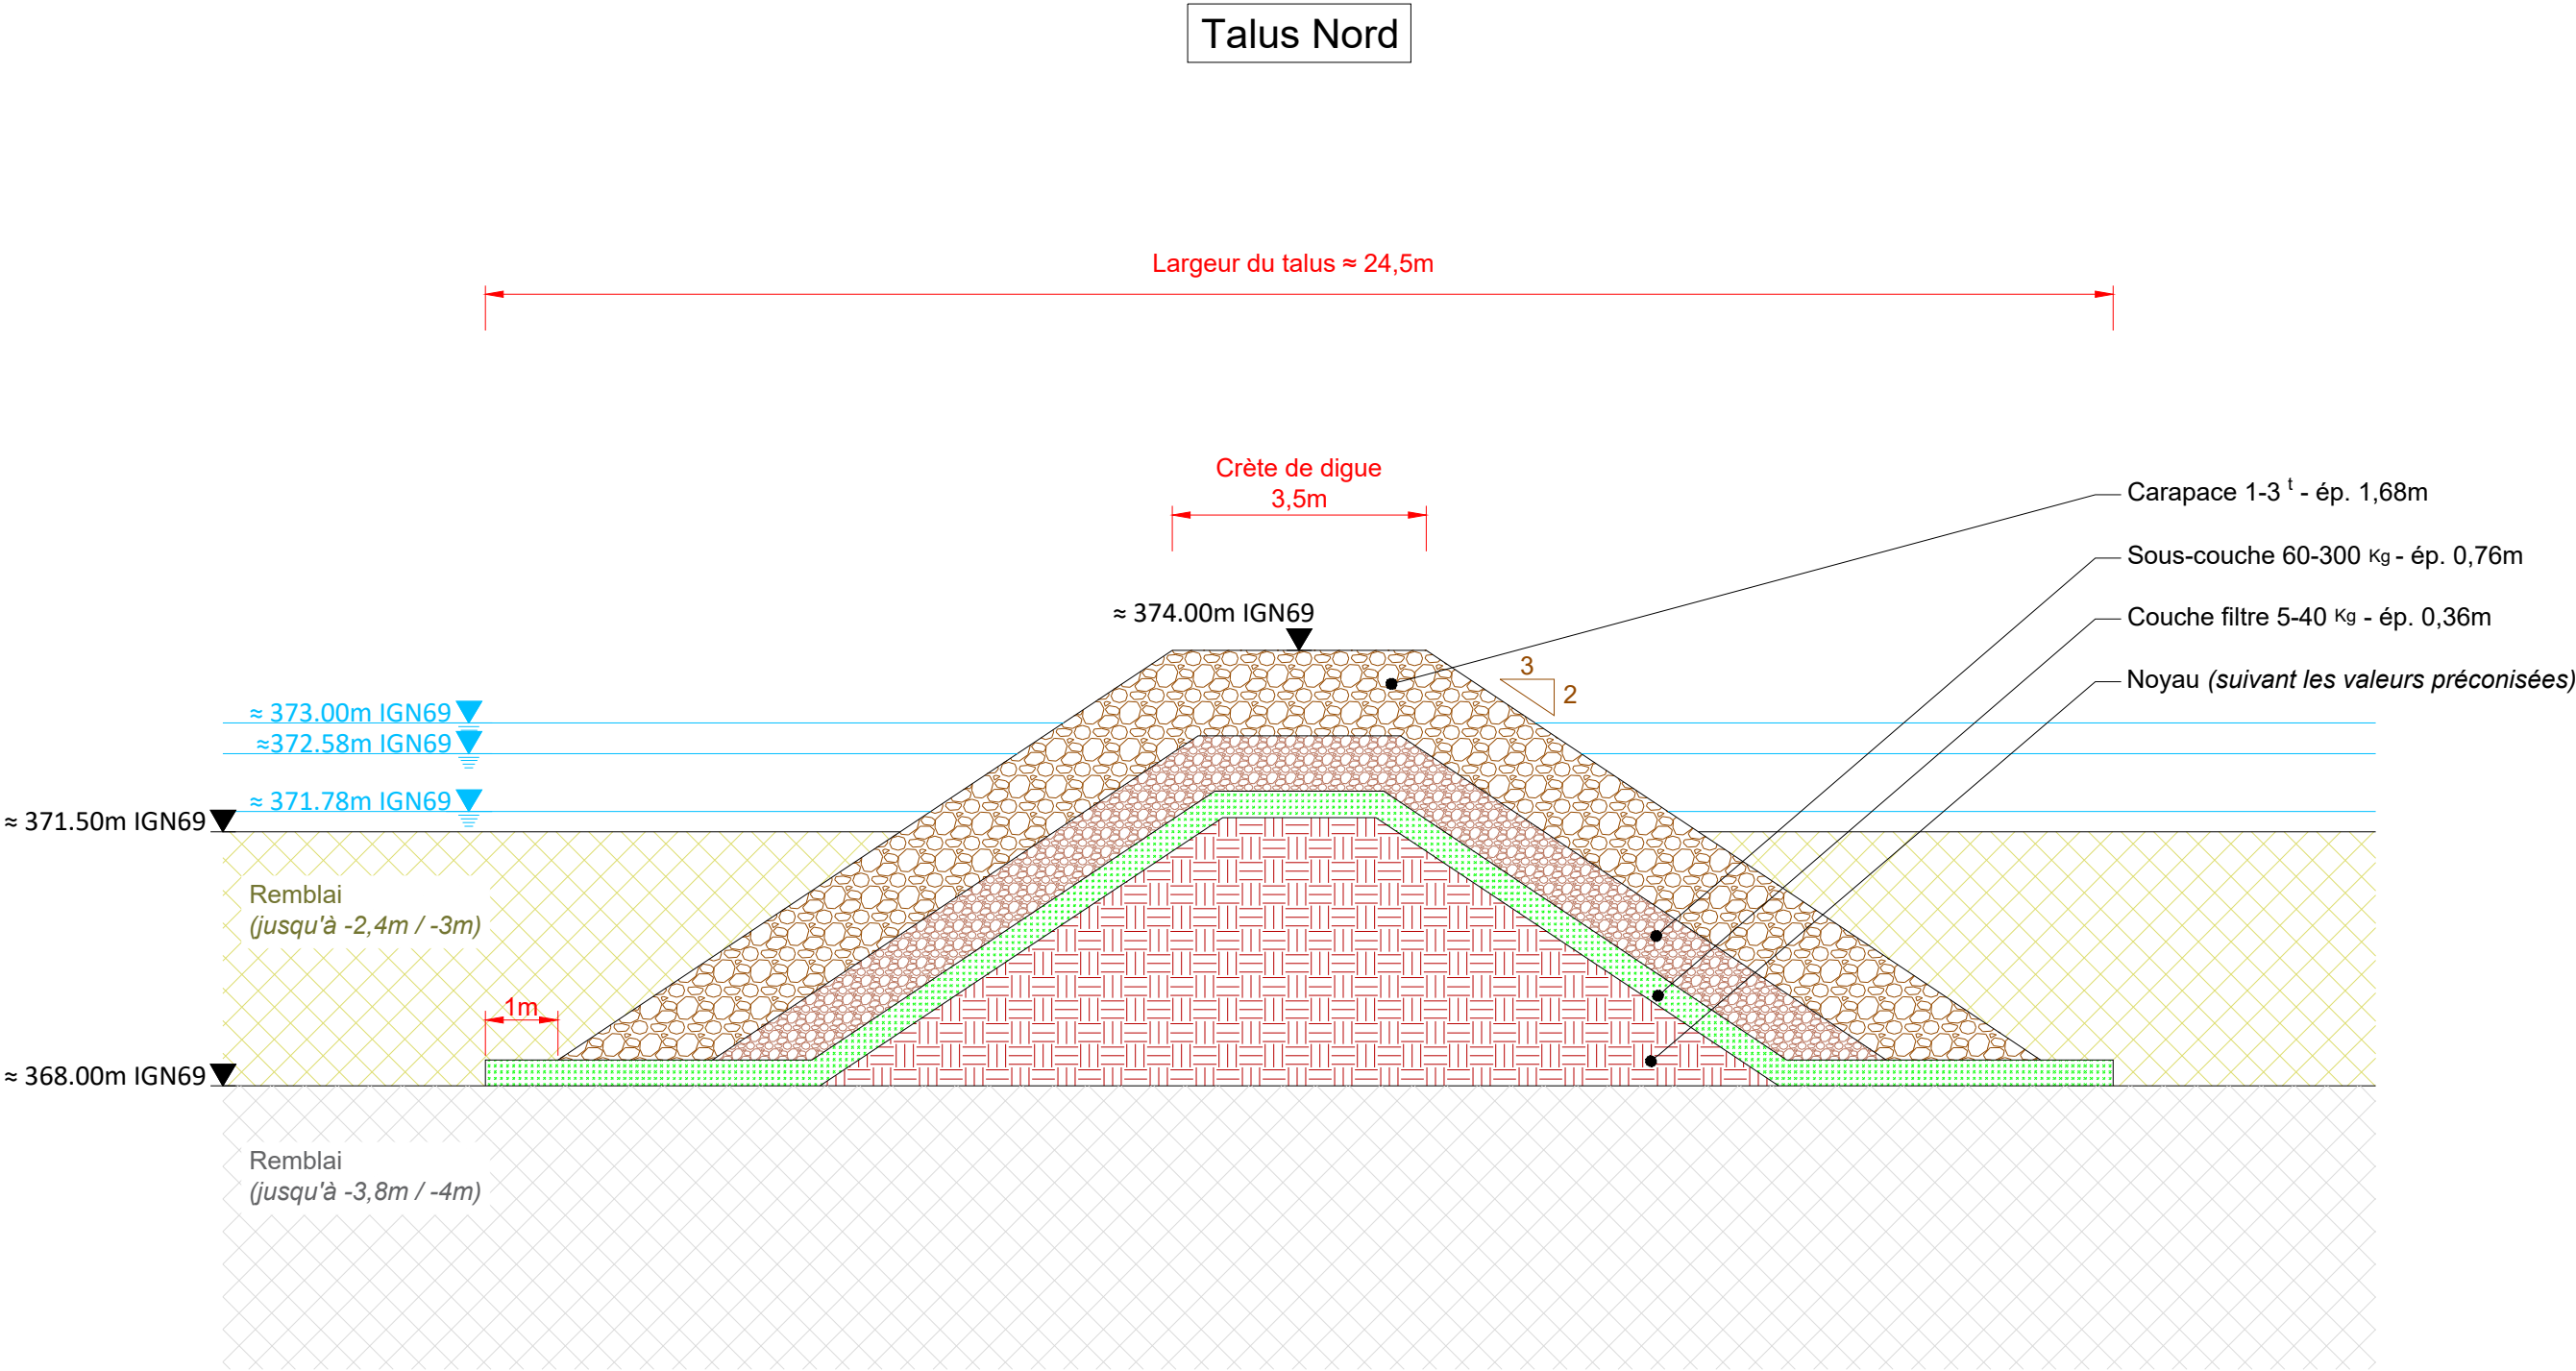 Talus Nord
Largeur du talus ≈ 24,5m
Crète de digue
3,5m
Carapace 1-3 t - ép. 1,68m
Sous-couche 60-300 Kg - ép. 0,76m
Couche filtre 5-40 Kg - ép. 0,36m
Noyau (suivant les valeurs préconisées)
≈ 374.00m IGN69
3
2
≈ 373.00m IGN69
≈372.58m IGN69
≈ 371.78m IGN69
≈ 371.50m IGN69
Remblai
(jusqu'à -2,4m / -3m)
1m
≈ 368.00m IGN69
Remblai
(jusqu'à -3,8m / -4m)